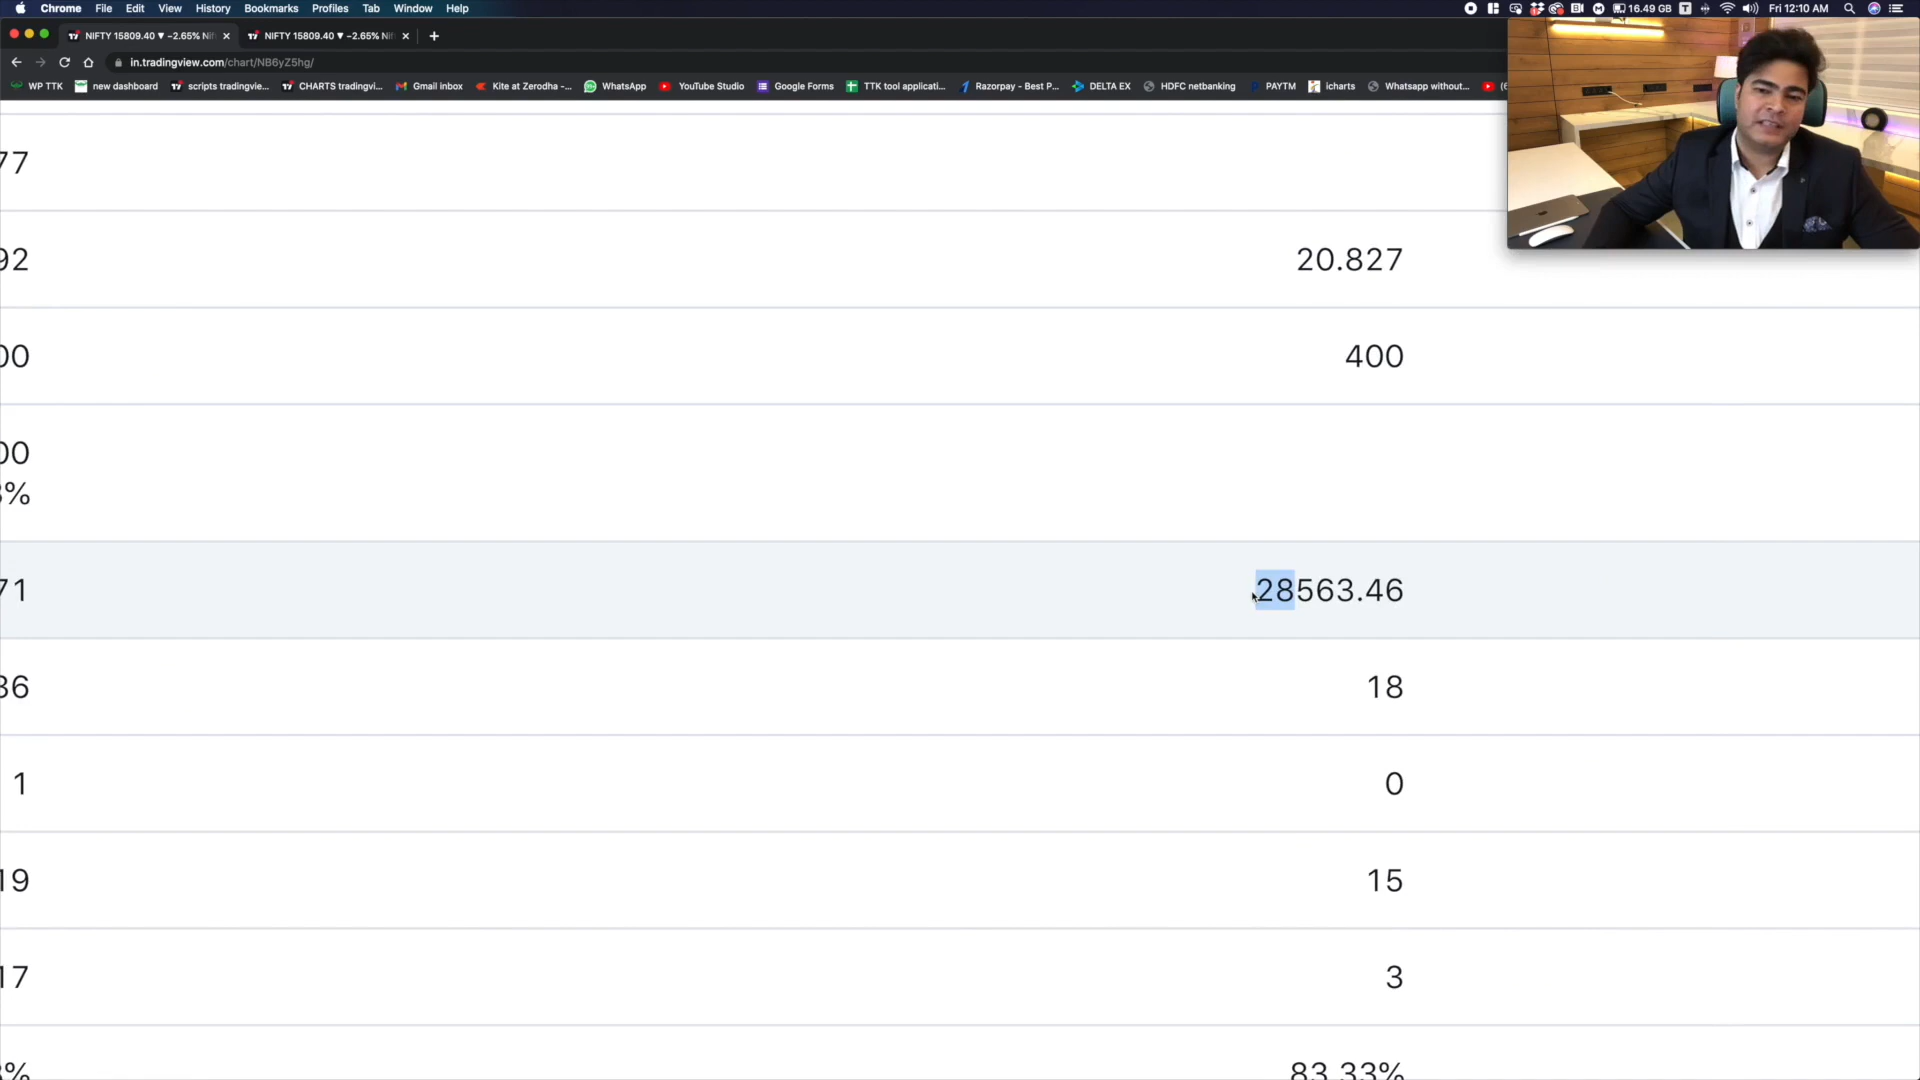 Chrome File Edit View History Bookmarks Profiles Tab Window Help 16.49 GB Fri 12:10 AM
NIFTY 15809.40 ▼ −2.65% NIFTY 15809.40 ▼ −2.65%
in.tradingview.com/chart/NB6yZ5hg/
WP TTK new dashboard scripts tradingvie... CHARTS tradingvi... Gmail inbox Kite at Zerodha -... WhatsApp YouTube Studio Google Forms TTK tool applicati... Razorpay - Best P... DELTA EX HDFC netbanking PAYTM icharts Whatsapp without...
77
92 20.827
00 400
00
%
71 28563.46
36 18
1 0
19 15
17 3
% 83.33%